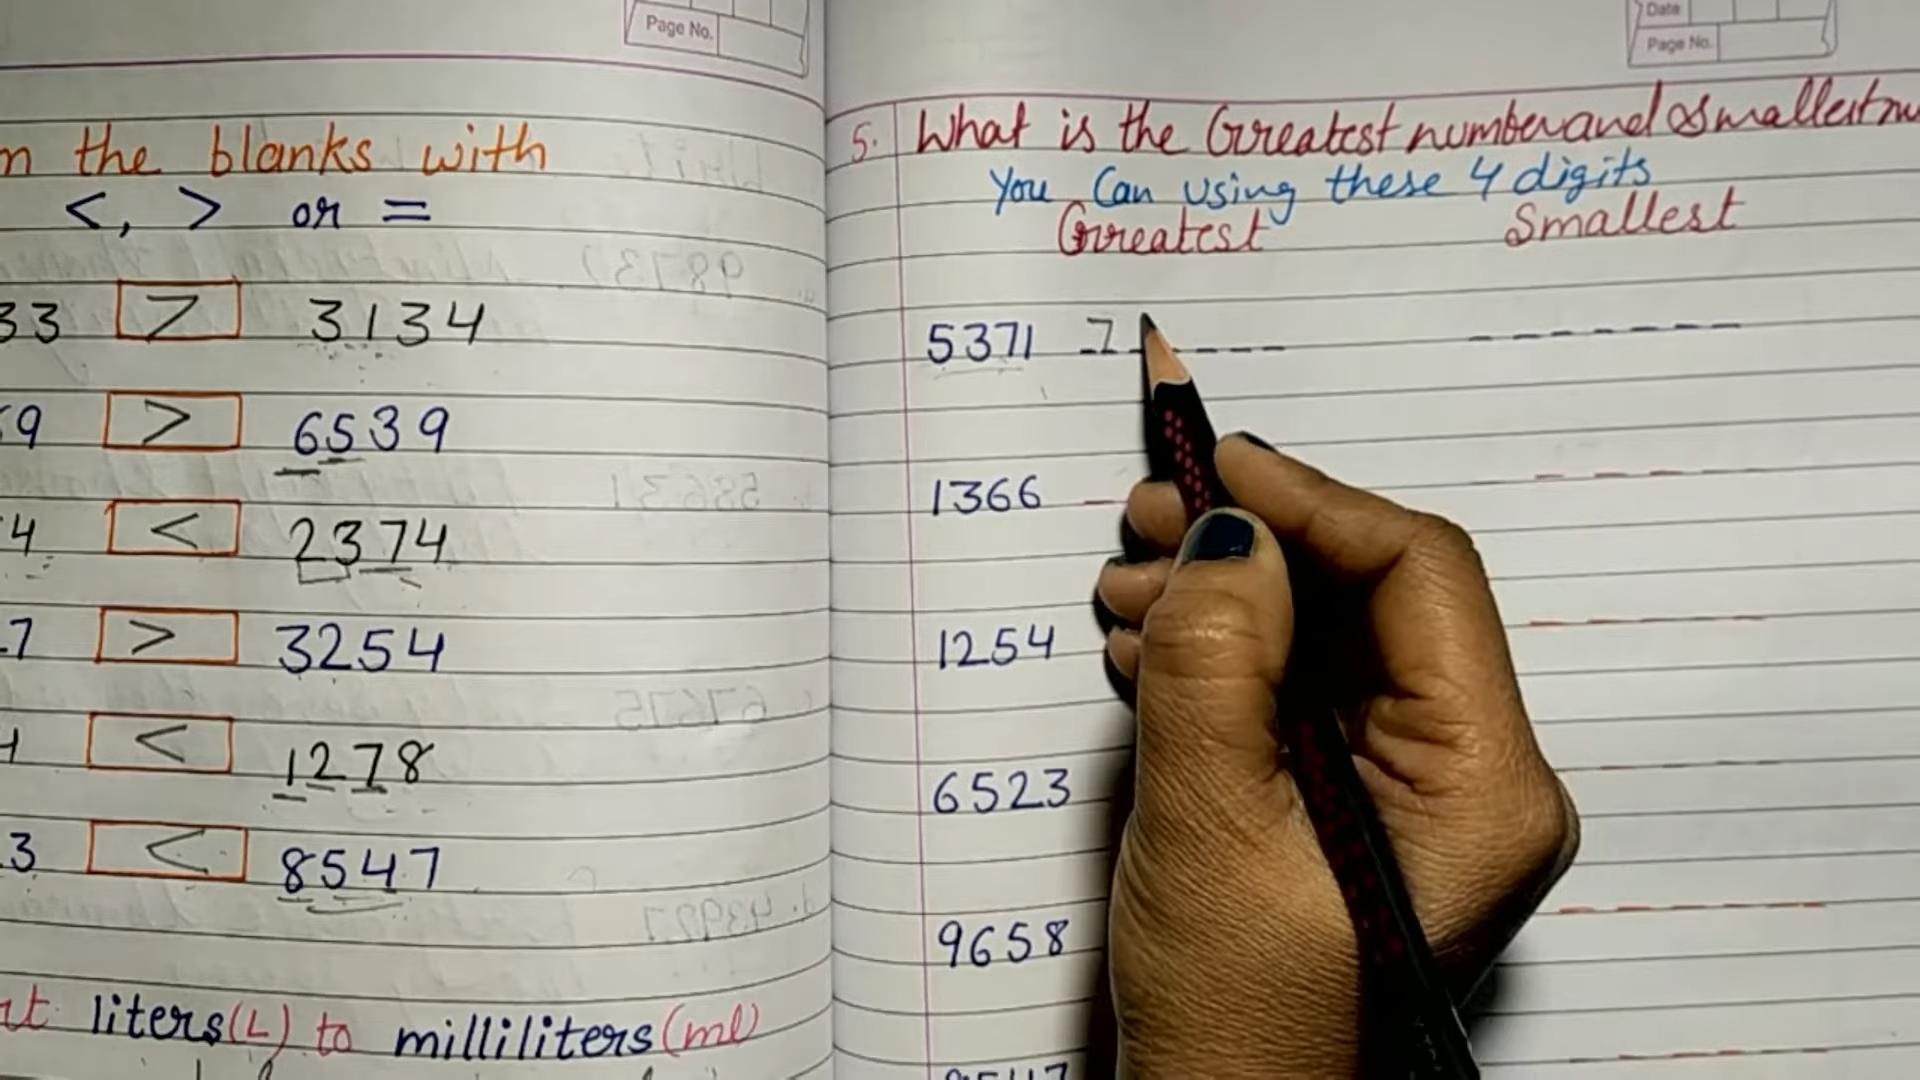 Page No.
the blanks with
<, > or =
33 > 3134
9 > 6539
4 < 2374
7 > 3254
< 1278
3 < 8547
liters(L) to milliliters(ml)
Date
Page No.
5. What is the Greatest number and Smallest nu
You Can using these 4 digits
Greatest Smallest
5371 7
1366
1254
6523
9658